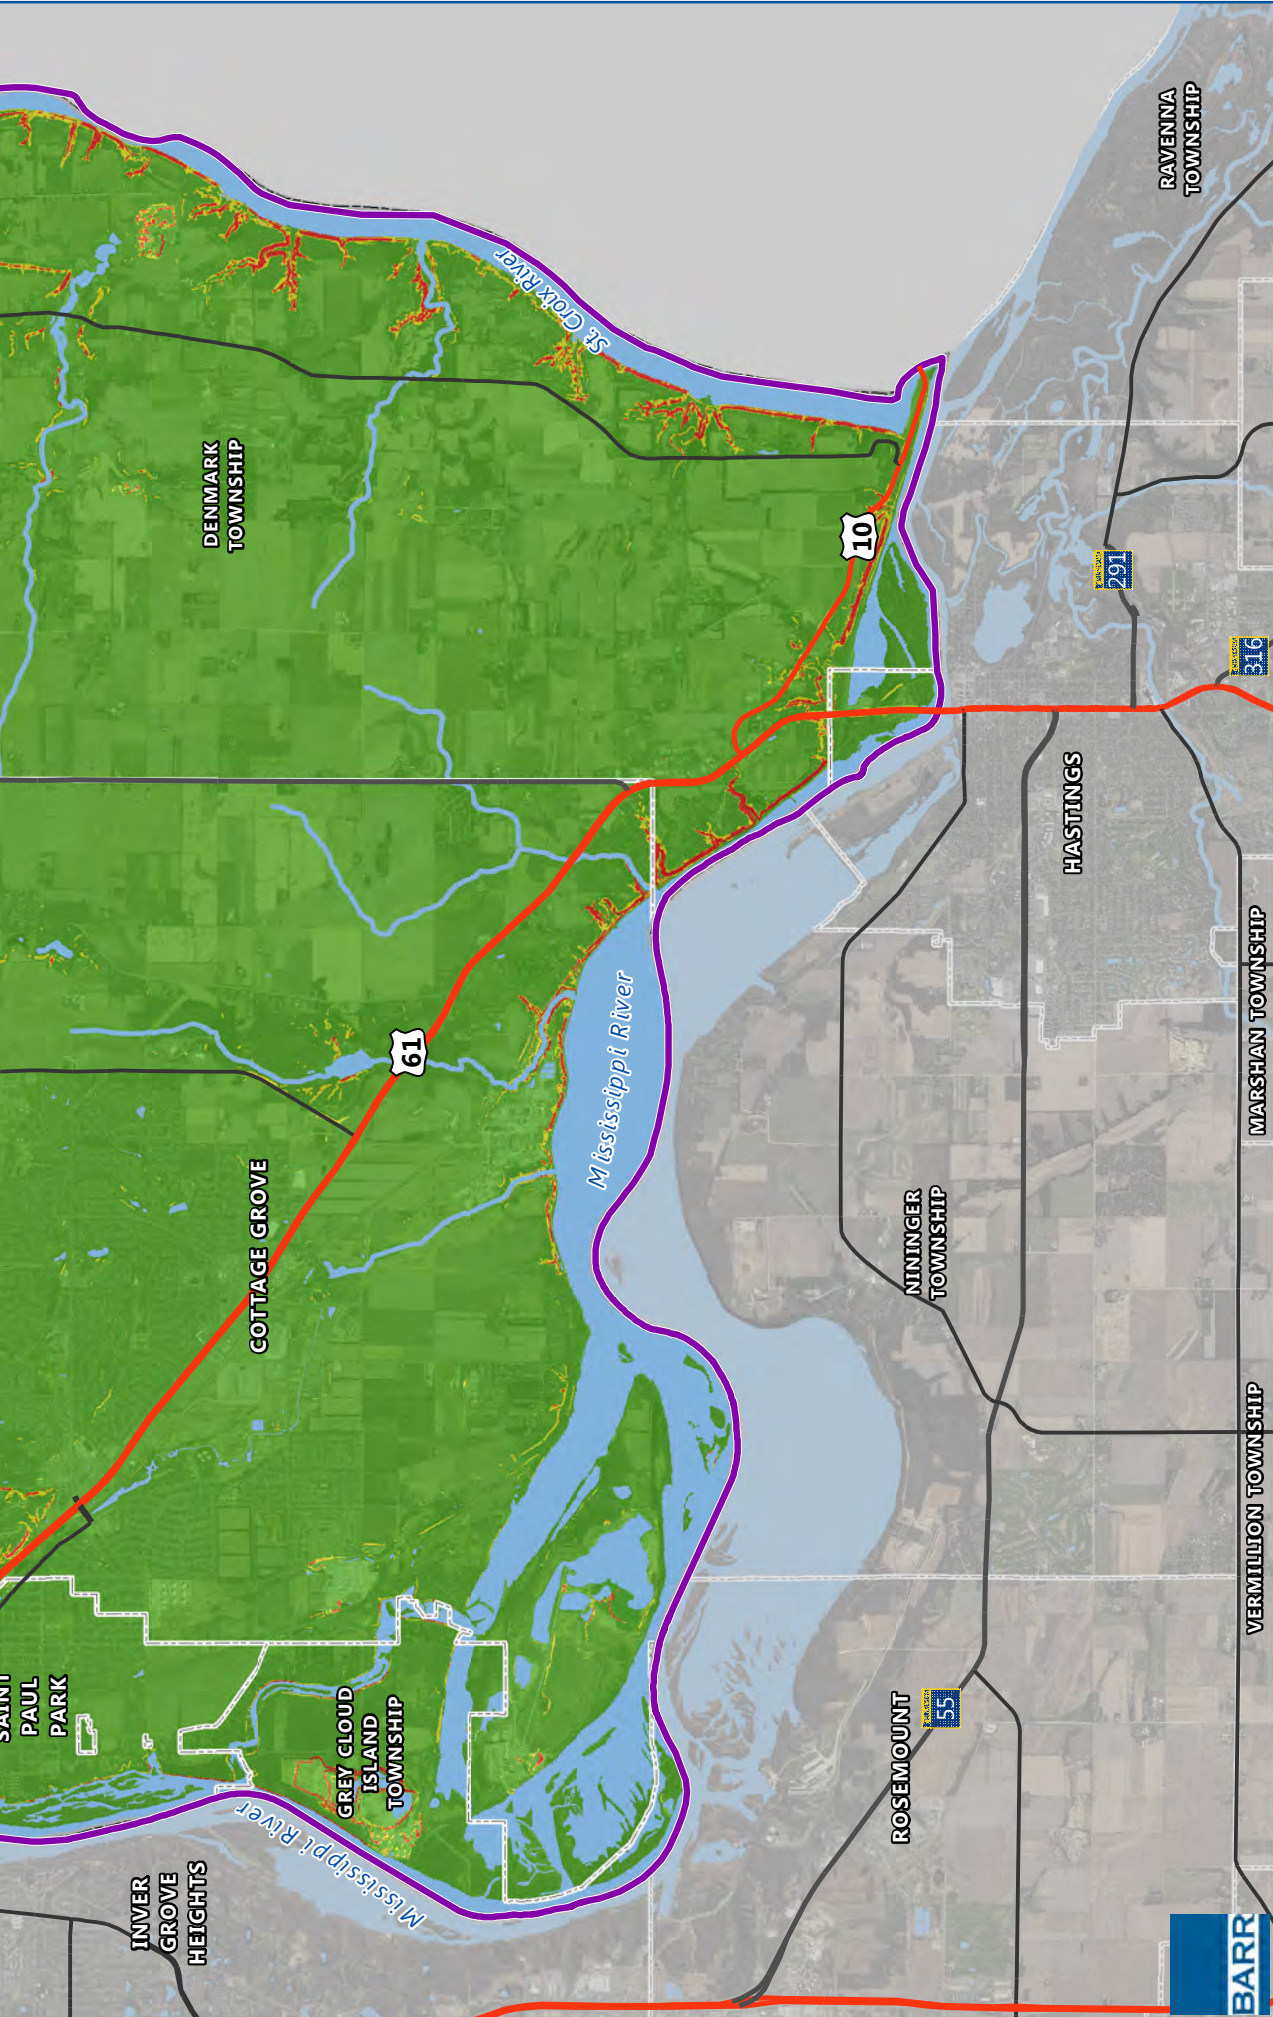 RAVENNA
TOWNSHIP
St. Croix River
DENMARK
TOWNSHIP
10
291
316
HASTINGS
61
Mississippi River
MARSHAN TOWNSHIP
COTTAGE GROVE
NININGER
TOWNSHIP
VERMILLION TOWNSHIP
SAINT
PAUL
PARK
GREY CLOUD
ISLAND
TOWNSHIP
55
ROSEMOUNT
Mississippi River
INVER
GROVE
HEIGHTS
BARR